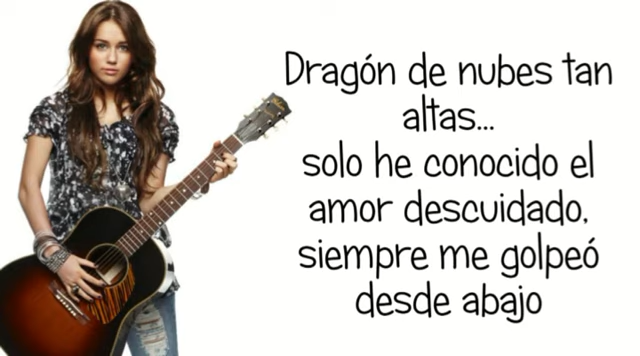 Dragón de nubes tan
altas...
solo he conocido el
amor descuidado,
siempre me golpeó
desde abajo